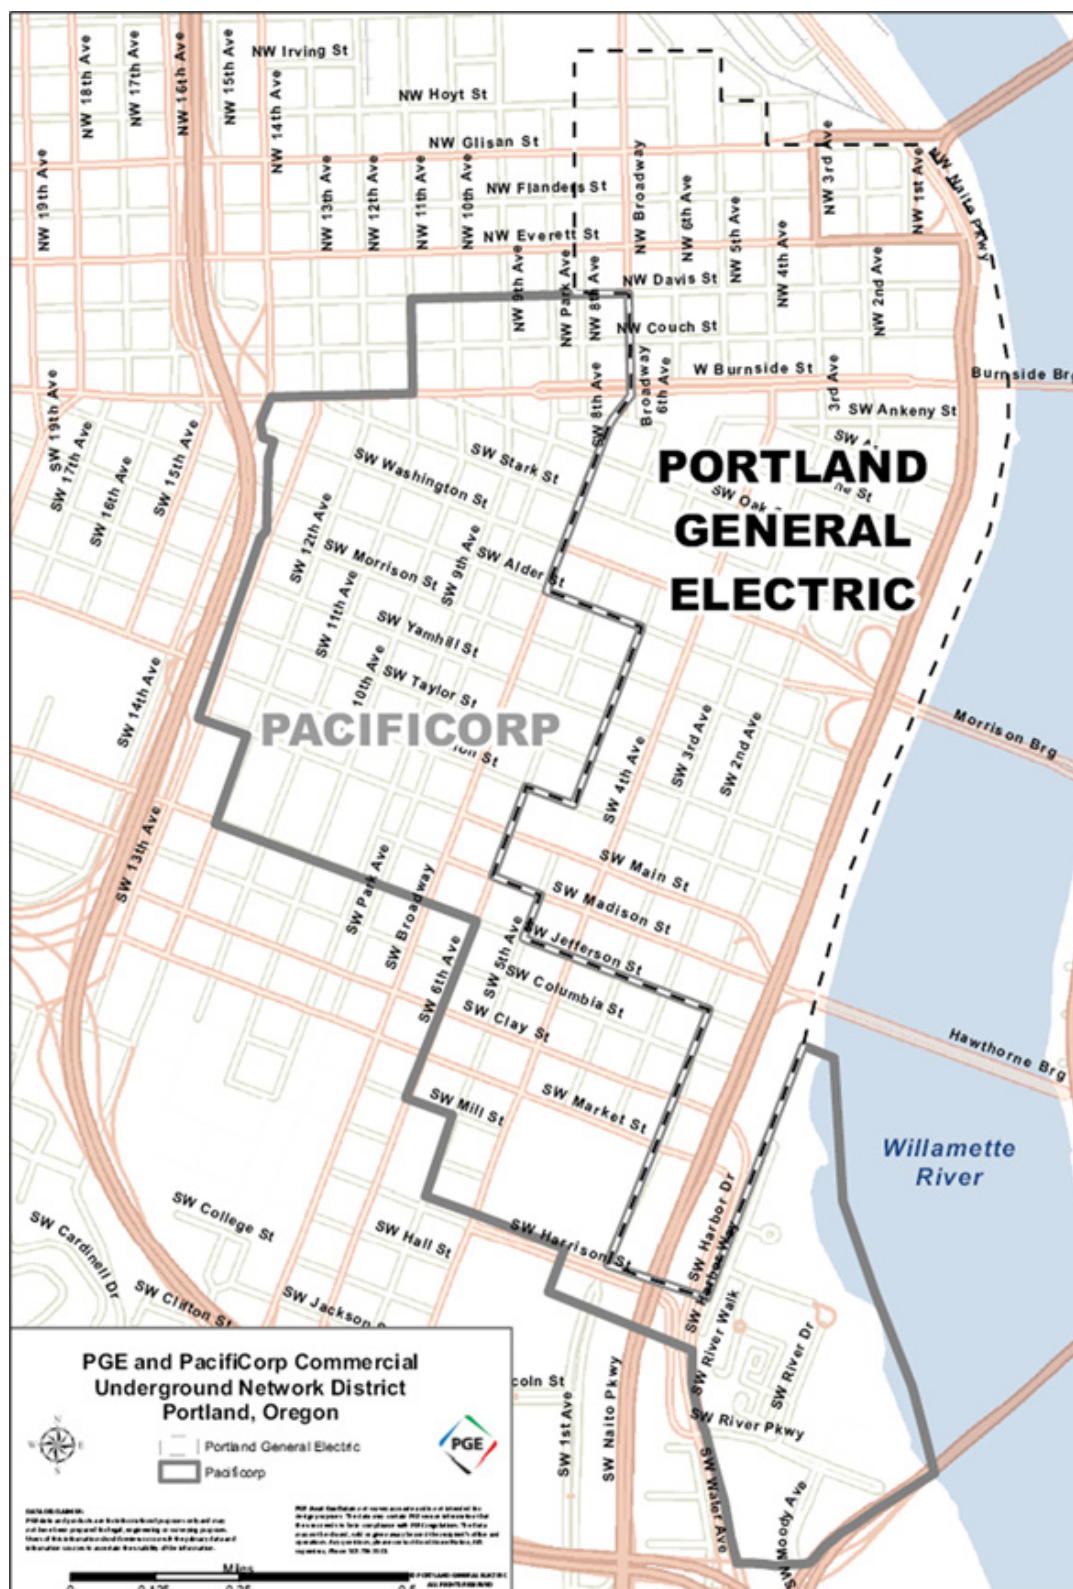 NW Irving St
NW Hoyt St
NW Glisan St
NW Flanders St
NW Everett St
NW Davis St
NW Couch St
W Burnside St
Burnside Brg
NW 19th Ave
NW 18th Ave
NW 17th Ave
NW 16th Ave
NW 15th Ave
NW 14th Ave
NW 13th Ave
NW 12th Ave
NW 11th Ave
NW 10th Ave
NW 9th Ave
NW Park Ave
NW 8th Ave
NW Broadway
NW 6th Ave
NW 5th Ave
NW 4th Ave
NW 3rd Ave
NW 2nd Ave
NW 1st Ave
NW Naito Pkwy
SW 19th Ave
SW 17th Ave
SW 16th Ave
SW 15th Ave
SW 8th Ave
Broadway
6th Ave
3rd Ave
SW Ankeny St
SW Stark St
SW Washington St
SW Oak
PORTLAND
GENERAL
ELECTRIC
SW 12th Ave
SW Morrison St
SW 9th Ave
SW Alder St
SW 11th Ave
SW Yamhill St
10th Ave
SW Taylor St
PACIFICORP
on St
SW 14th Ave
SW 13th Ave
SW 4th Ave
SW 3rd Ave
SW 2nd Ave
Morrison Brg
SW Park Ave
SW Broadway
SW Main St
SW Madison St
SW Jefferson St
SW 6th Ave
SW 5th Ave
SW Columbia St
SW Clay St
Hawthorne Brg
SW Mill St
SW Market St
Willamette
River
SW College St
SW Cardinell Dr
SW Clifton St
SW Hall St
SW Jackson
SW Harrison St
SW Harbor Dr
SW Harbor Way
SW River Walk
SW River Dr
SW River Pkwy
coln St
SW 1st Ave
SW Naito Pkwy
SW Water Ave
SW Moody Ave
PGE and PacifiCorp Commercial
Underground Network District
Portland, Oregon
Portland General Electric
Pacificorp
PGE
Miles